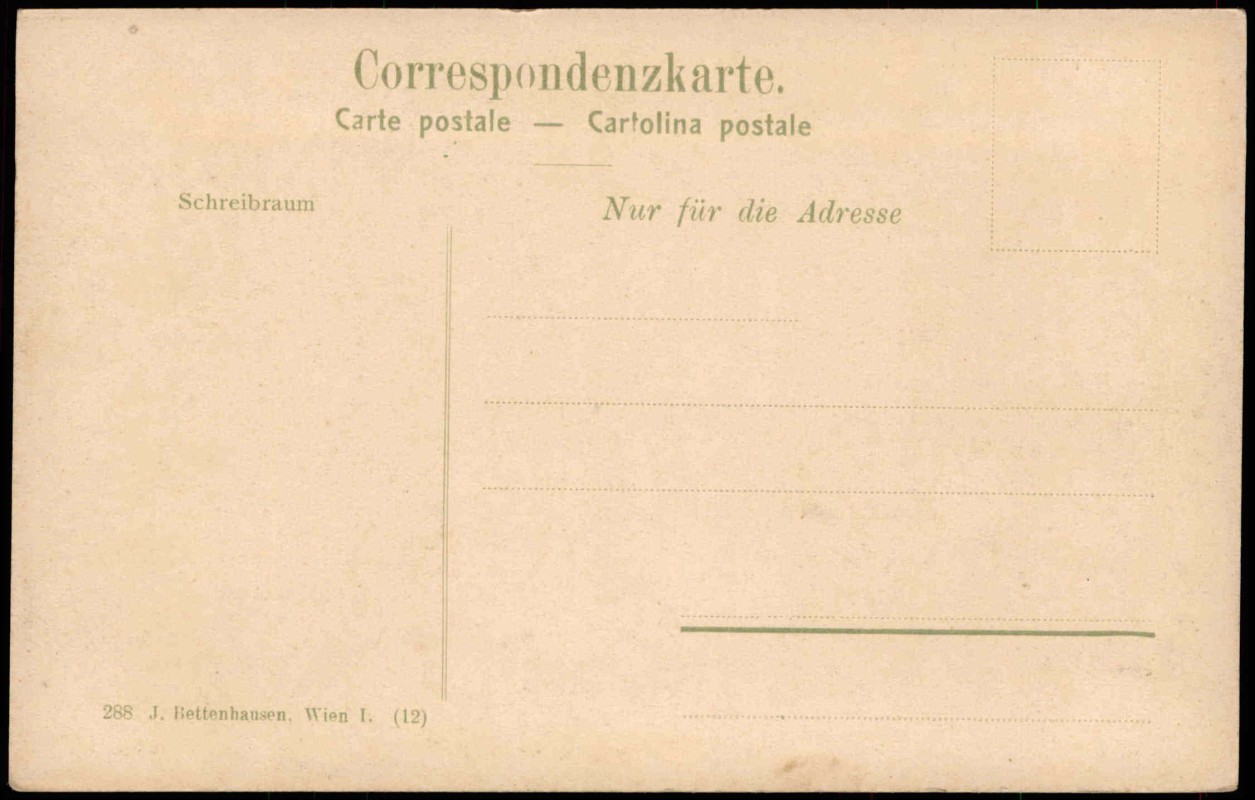 Correspondenzkarte.
Carte postale — Cartolina postale
Schreibraum
Nur für die Adresse
288 J. Bettenhausen, Wien I. (12)